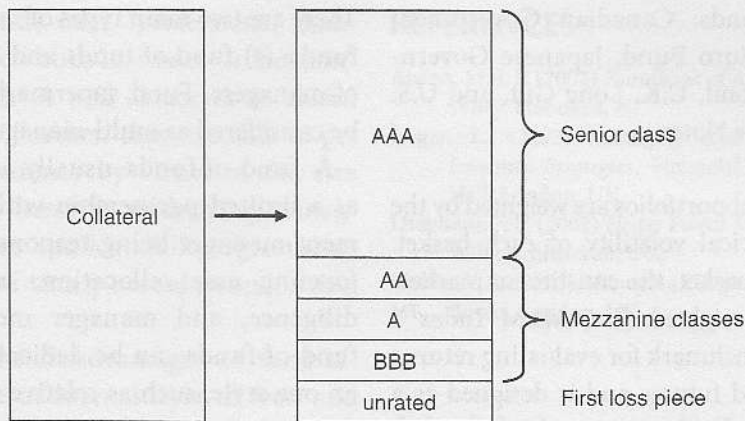 AAA
Senior class
Collateral
AA
A
Mezzanine classes
BBB
unrated
First loss piece